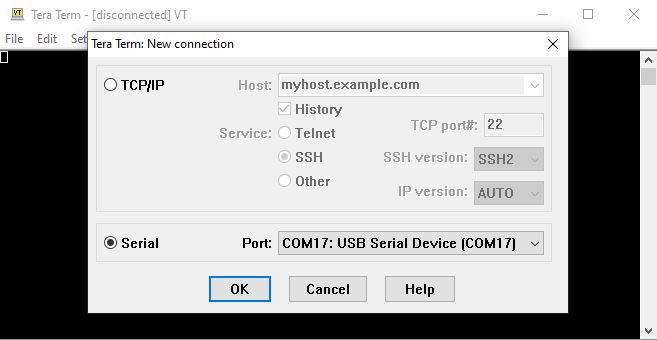 VT Tera Term - [disconnected] VT
File Edit Set
Tera Term: New connection
TCP/IP Host: myhost.example.com
History
Service: Telnet TCP port#: 22
SSH SSH version: SSH2
Other IP version: AUTO
Serial Port: COM17: USB Serial Device (COM17)
OK Cancel Help